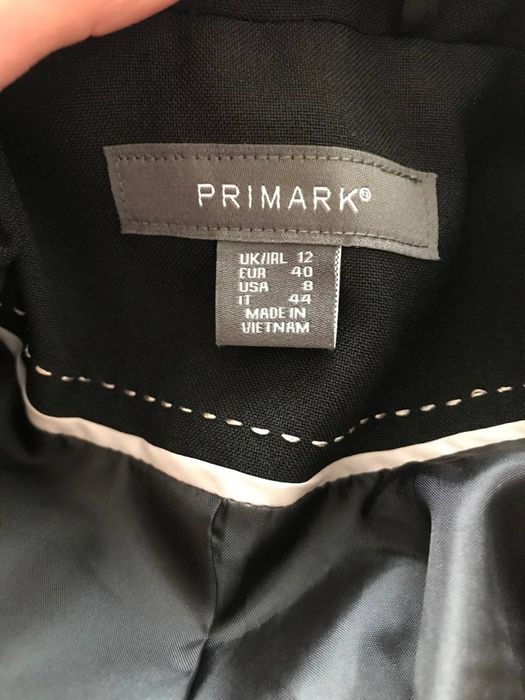 PRIMARK®
UK/IRL 12
EUR 40
USA 8
IT 44
MADE IN
VIETNAM